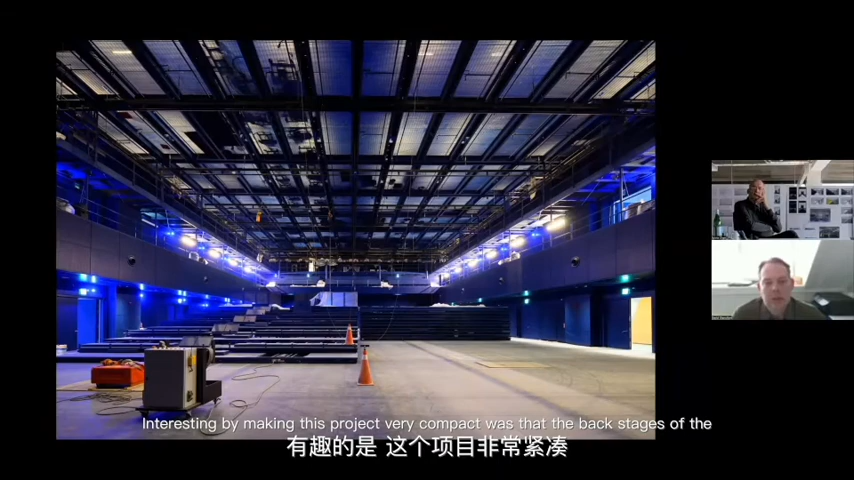 Interesting by making this project very compact was that the back stages of the
有趣的是 这个项目非常紧凑